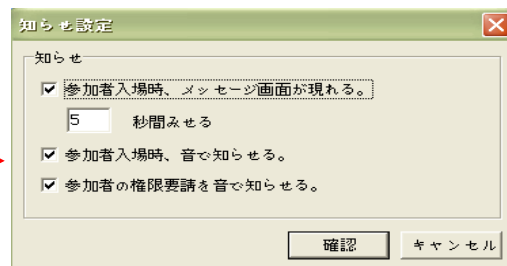 知らせ設定
知らせ
参加者入場時、メッセージ画面が現れる。
5 秒間みせる
参加者入場時、音で知らせる。
参加者の権限要請を音で知らせる。
確認 キャンセル